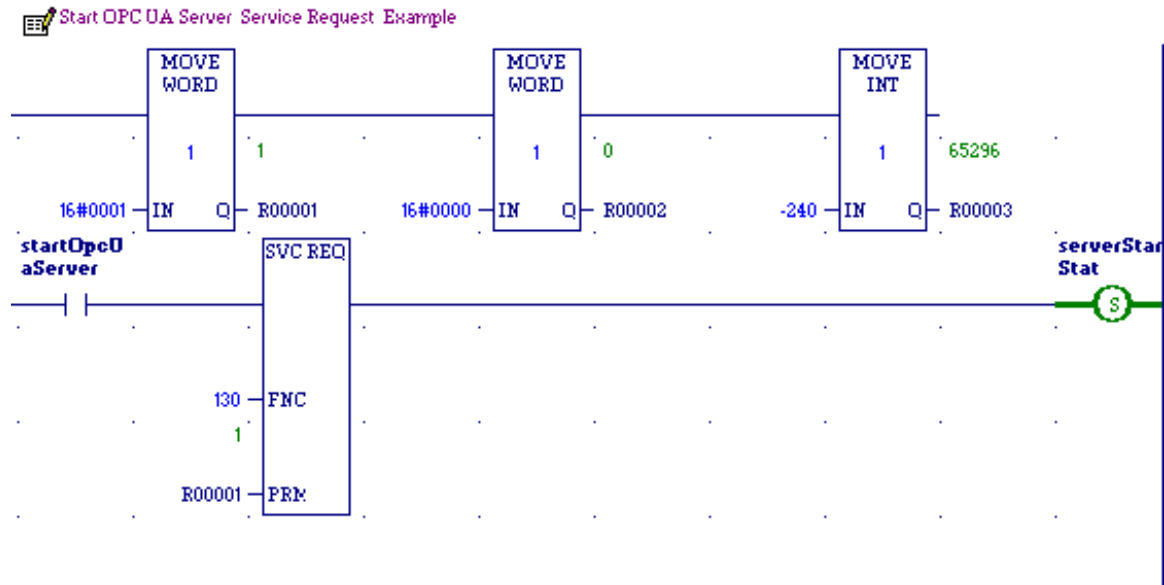 Start OPC UA Server Service Request Example
MOVE WORD
MOVE WORD
MOVE INT
1
1
1
0
1
65296
16#0001
IN
Q
R00001
16#0000
IN
Q
R00002
-240
IN
Q
R00003
startOpcU
aServer
SVC REQ
serverStar
Stat
S
130
FNC
1
R00001
PRM